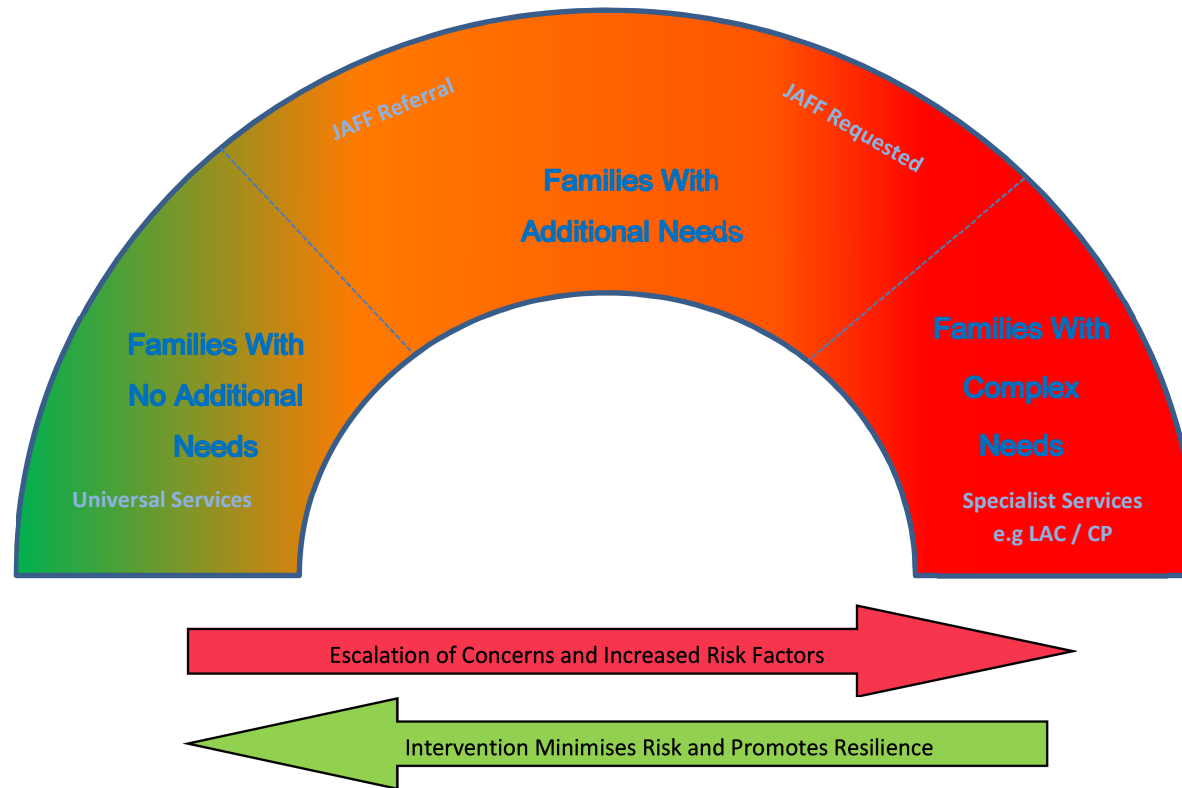 JAFF Referral
JAFF Requested
Families With
Additional Needs
Families With
No Additional
Needs
Universal Services
Families With
Complex
Needs
Specialist Services
e.g LAC / CP
Escalation of Concerns and Increased Risk Factors
Intervention Minimises Risk and Promotes Resilience